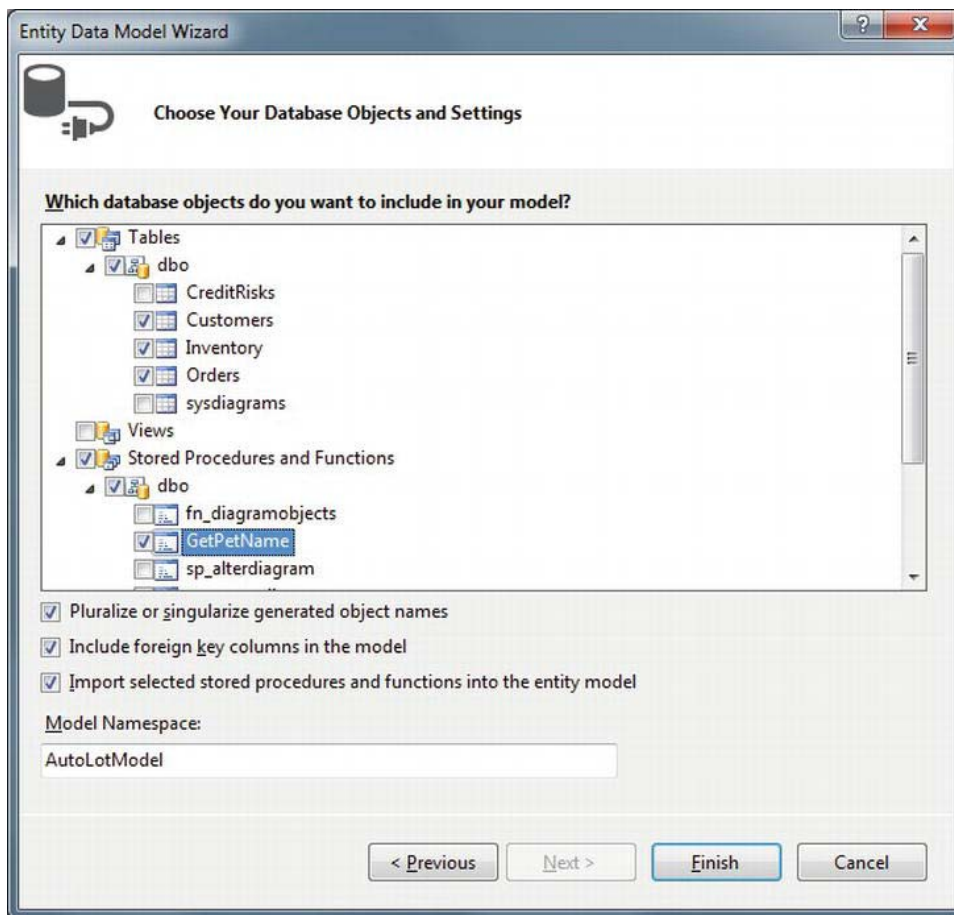 Entity Data Model Wizard
Choose Your Database Objects and Settings
Which database objects do you want to include in your model?
Tables
dbo
CreditRisks
Customers
Inventory
Orders
sysdiagrams
Views
Stored Procedures and Functions
dbo
fn_diagramobjects
GetPetName
sp_alterdiagram
Pluralize or singularize generated object names
Include foreign key columns in the model
Import selected stored procedures and functions into the entity model
Model Namespace:
AutoLotModel
< Previous Next > Finish Cancel